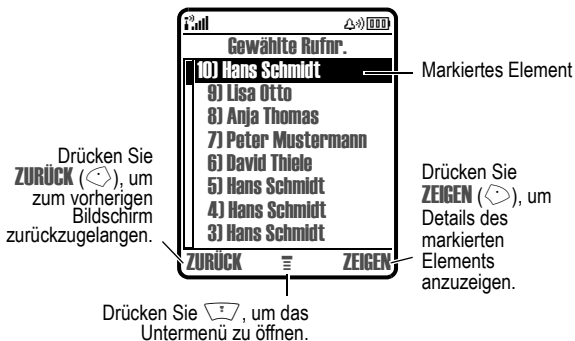 Gewählte Rufnr.
10) Hans Schmidt
9) Lisa Otto
8) Anja Thomas
7) Peter Mustermann
6) David Thiele
5) Hans Schmidt
4) Hans Schmidt
3) Hans Schmidt
ZURÜCK
ZEIGEN
Markiertes Element
Drücken Sie
ZURÜCK ( ), um
zum vorherigen
Bildschirm
zurückzugelangen.
Drücken Sie
ZEIGEN ( ), um
Details des
markierten
Elements
anzuzeigen.
Drücken Sie , um das
Untermenü zu öffnen.